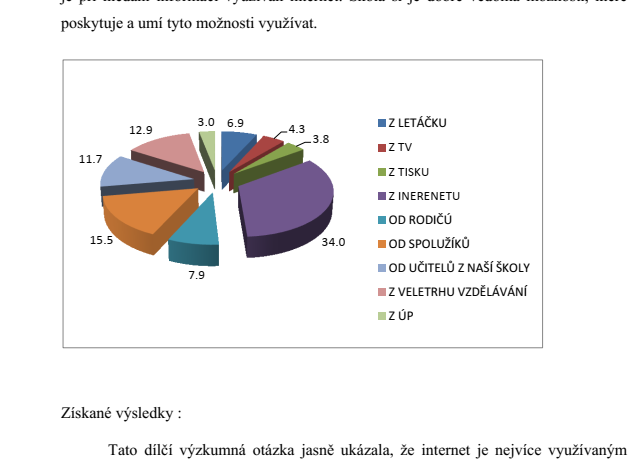 poskytuje a umí tyto možnosti využívat.
12.9
3.0
6.9
4.3
3.8
11.7
34.0
15.5
7.9
Z LETÁČKU
Z TV
Z TISKU
Z INERENETU
OD RODIČÚ
OD SPOLUŽÍKŮ
OD UČITELŮ Z NAŠÍ ŠKOLY
Z VELETRHU VZDĚLÁVÁNÍ
Z ÚP
Získané výsledky :
Tato dílčí výzkumná otázka jasně ukázala, že internet je nejvíce využívaným